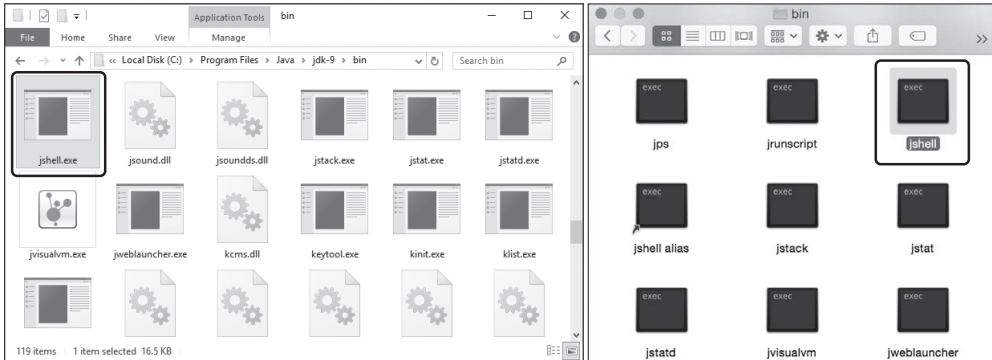 Application Tools
bin
File
Home
Share
View
Manage
« Local Disk (C:) › Program Files › Java › jdk-9 › bin
Search bin
jshell.exe
jsound.dll
jsoundds.dll
jstack.exe
jstat.exe
jstatd.exe
jvisualvm.exe
jweblauncher.exe
kcms.dll
keytool.exe
kinit.exe
klist.exe
119 items
1 item selected 16.5 KB
bin
exec
exec
exec
jps
jrunscript
jshell
exec
exec
exec
jshell alias
jstack
jstat
exec
exec
exec
jstatd
jvisualvm
jweblauncher